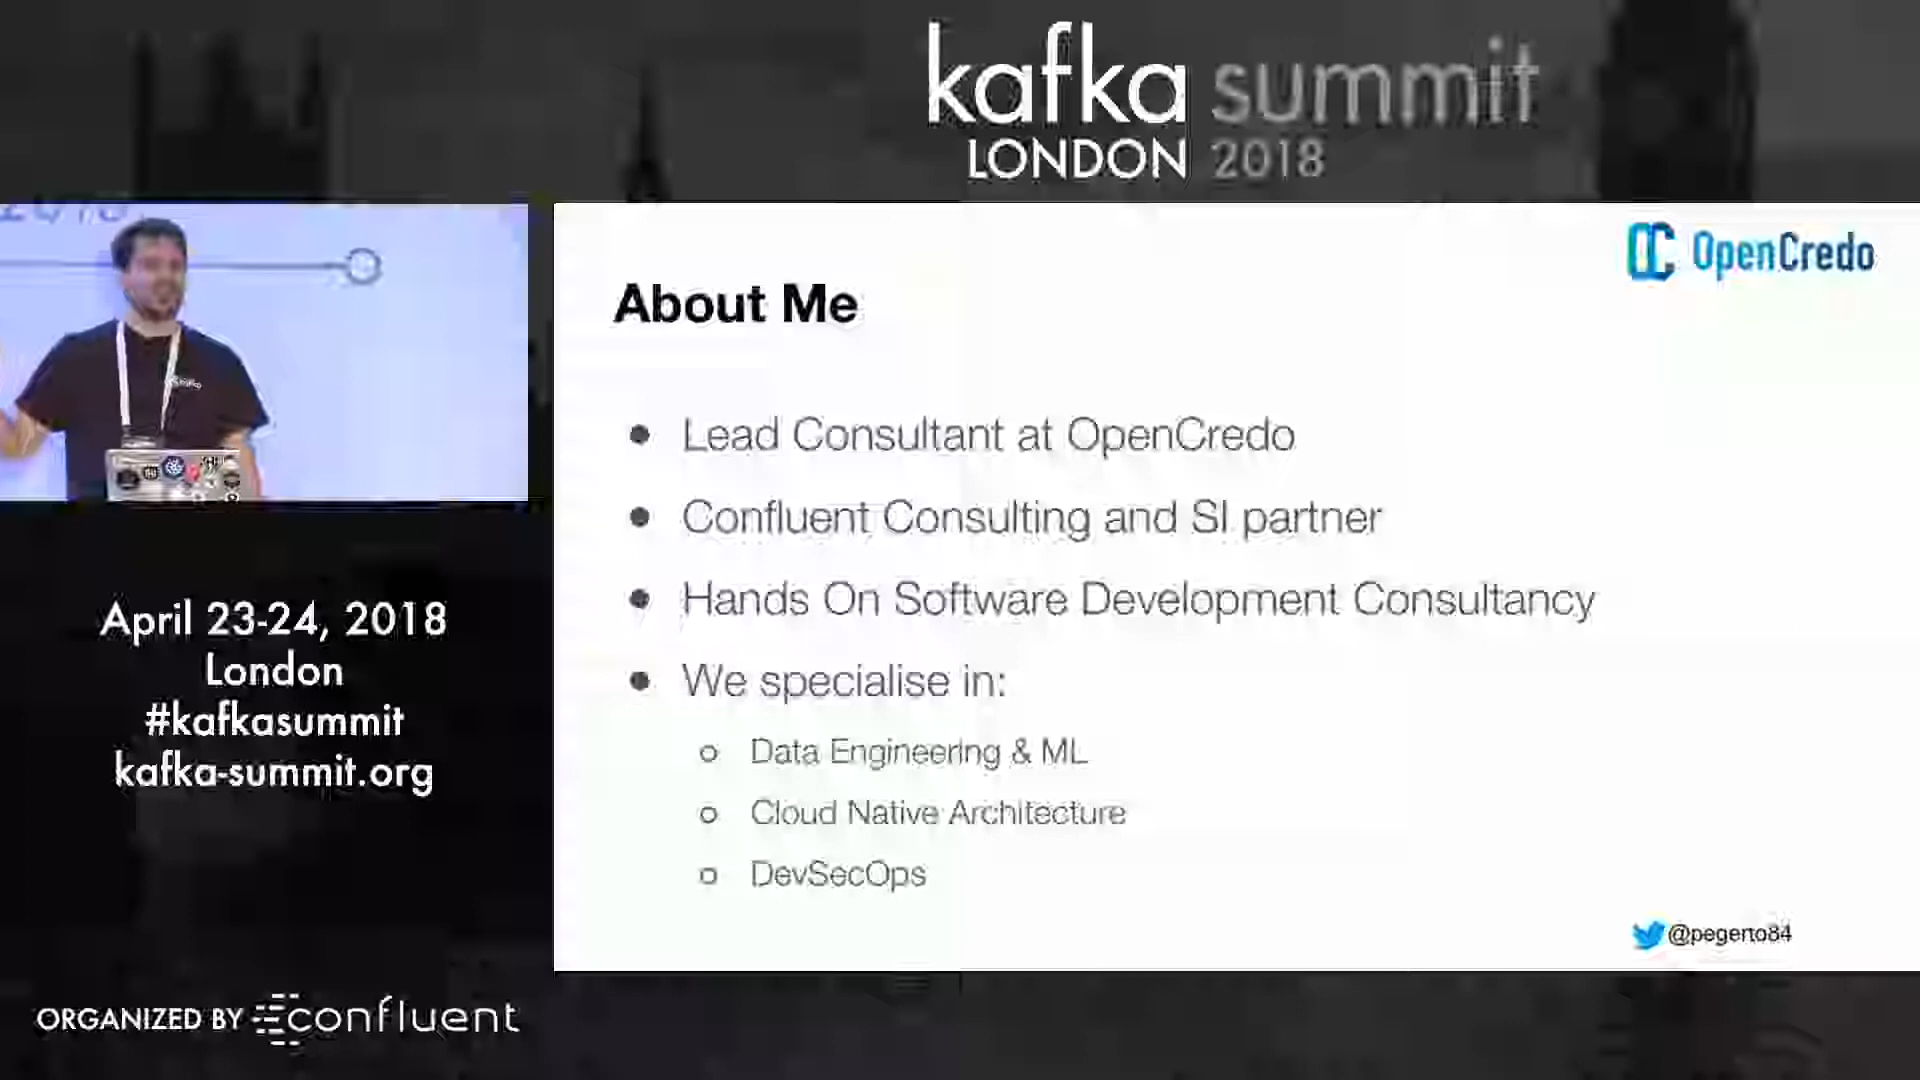 kafka summit
LONDON 2018
OpenCredo
About Me
Lead Consultant at OpenCredo
Confluent Consulting and SI partner
Hands On Software Development Consultancy
We specialise in:
Data Engineering & ML
Cloud Native Architecture
DevSecOps
@pegerto84
April 23-24, 2018
London
#kafkasummit
kafka-summit.org
ORGANIZED BY confluent